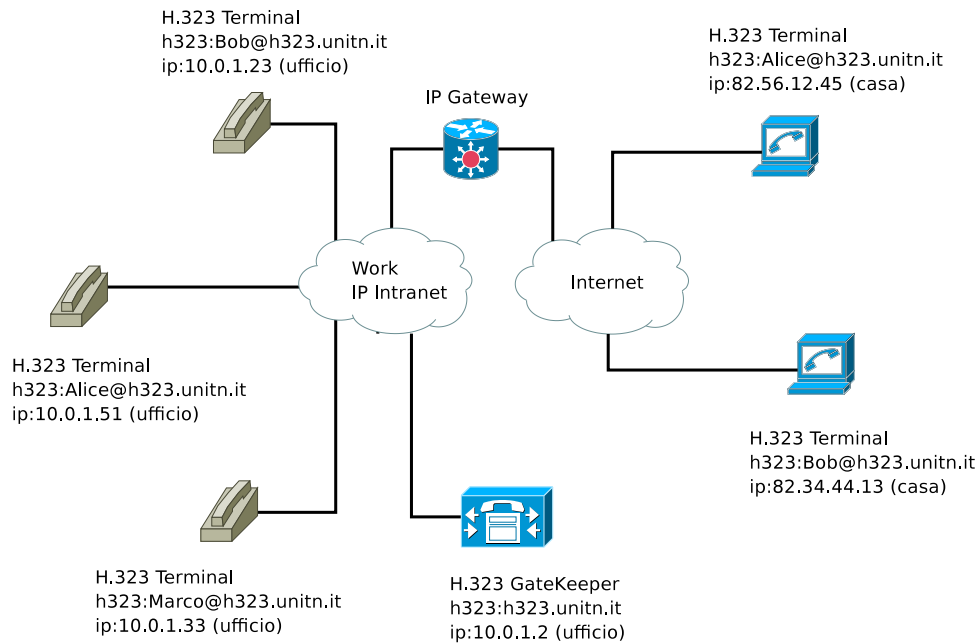 H.323 Terminal
h323:Bob@h323.unitn.it
ip:10.0.1.23 (ufficio)
H.323 Terminal
h323:Alice@h323.unitn.it
ip:82.56.12.45 (casa)
IP Gateway
Work
IP Intranet
Internet
H.323 Terminal
h323:Alice@h323.unitn.it
ip:10.0.1.51 (ufficio)
H.323 Terminal
h323:Bob@h323.unitn.it
ip:82.34.44.13 (casa)
H.323 Terminal
h323:Marco@h323.unitn.it
ip:10.0.1.33 (ufficio)
H.323 GateKeeper
h323:h323.unitn.it
ip:10.0.1.2 (ufficio)